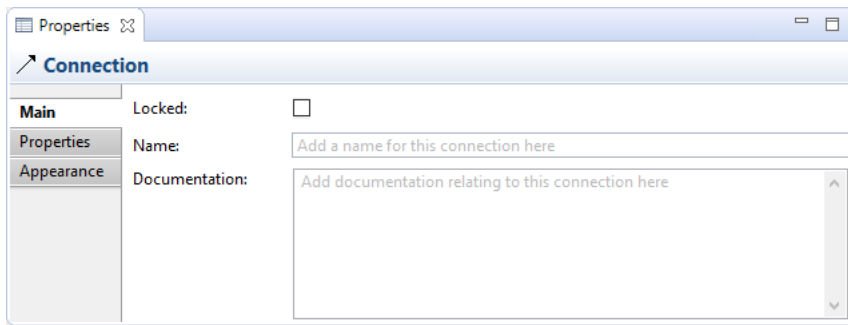 Properties
Connection
Main
Properties
Appearance
Locked:
Name:
Add a name for this connection here
Documentation:
Add documentation relating to this connection here